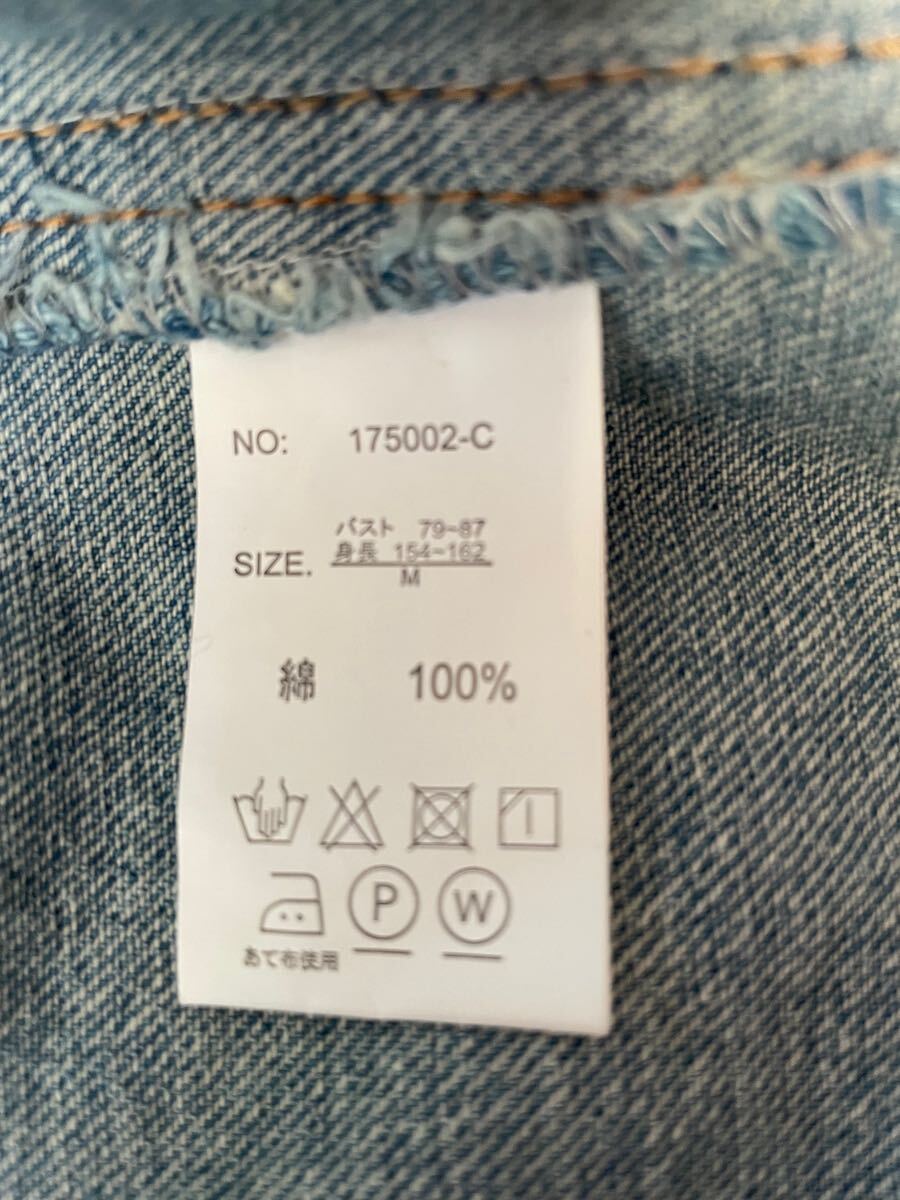 NO: 175002-C
バスト 79~87
SIZE. 身長 154~162
M
綿 100%
P W
あて布使用